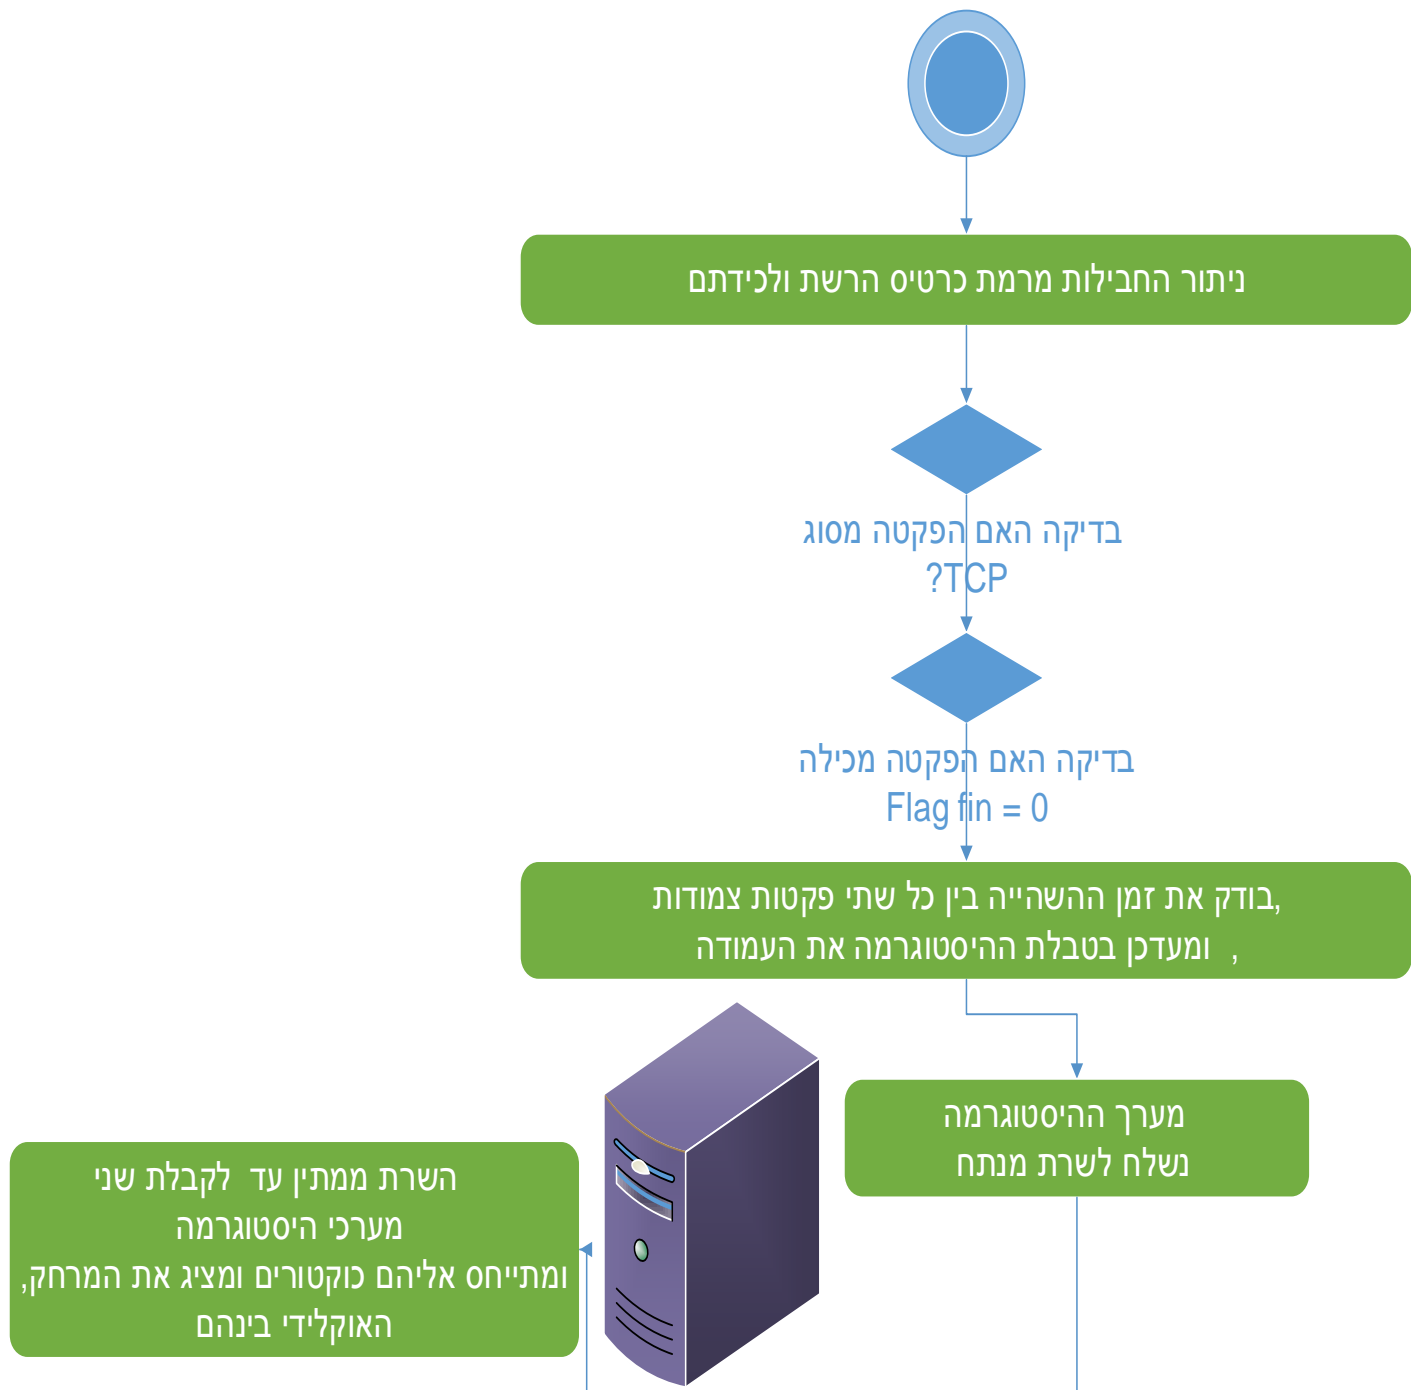 ניתור החבילות מרמת כרטיס הרשת ולכידתם
בדיקה האם הפקטה מסוג
TCP?
בדיקה האם הפקטה מכילה
Flag fin = 0
בודק את זמן ההשהייה בין כל שתי פקטות צמודות,
ומעדכן בטבלת ההיסטוגרמה את העמודה ,
מערך ההיסטוגרמה
נשלח לשרת מנתח
השרת ממתין עד לקבלת שני
מערכי היסטוגרמה
ומתייחס אליהם כוקטורים ומציג את המרחק,
האוקלידי בינהם